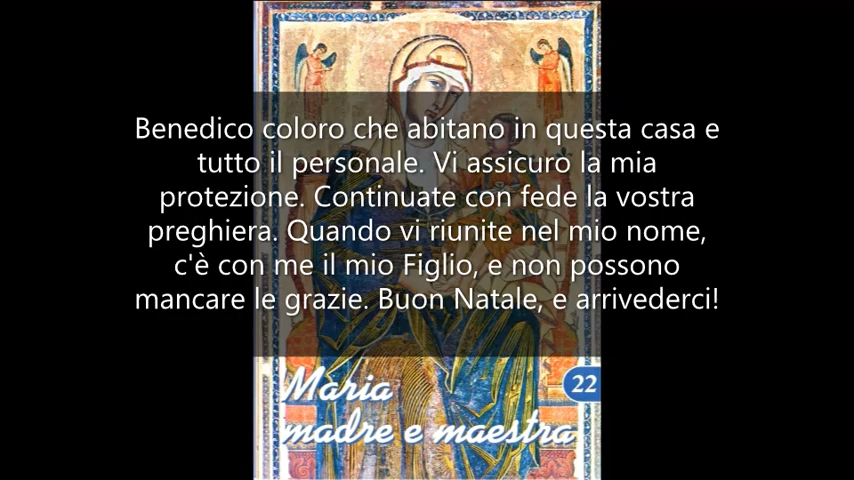 Benedico coloro che abitano in questa casa e
tutto il personale. Vi assicuro la mia
protezione. Continuate con fede la vostra
preghiera. Quando vi riunite nel mio nome,
c'è con me il mio Figlio, e non possono
mancare le grazie. Buon Natale, e arrivederci!
22
Maria
madre e maestra